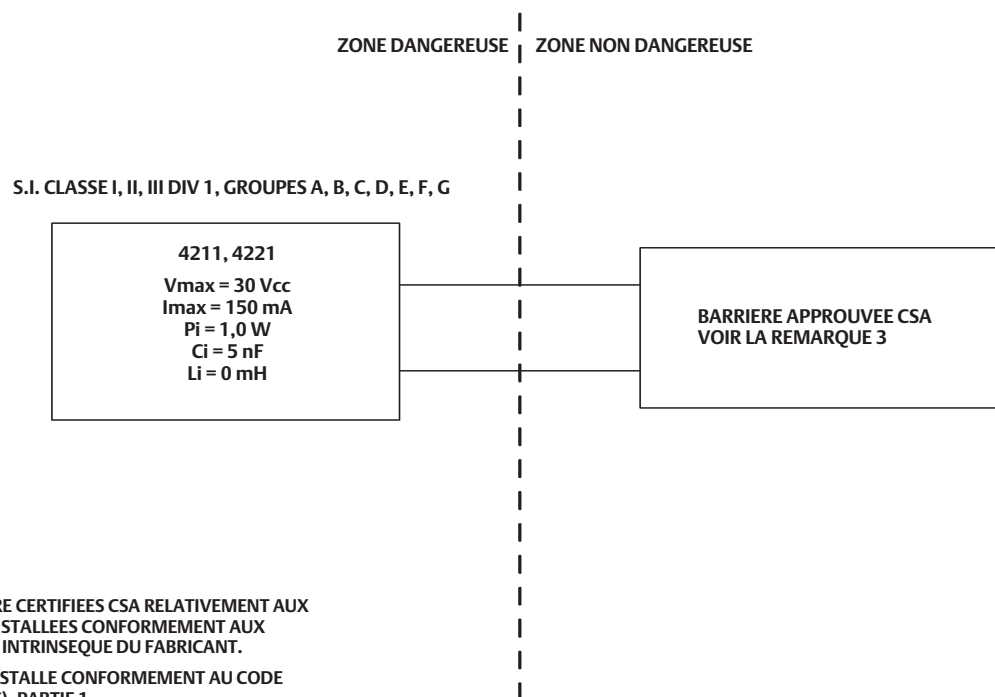 ZONE DANGEREUSE
ZONE NON DANGEREUSE
S.I. CLASSE I, II, III DIV 1, GROUPES A, B, C, D, E, F, G
4211, 4221
Vmax = 30 Vcc
Imax = 150 mA
Pi = 1,0 W
Ci = 5 nF
Li = 0 mH
BARRIERE APPROUVEE CSA
VOIR LA REMARQUE 3
CERTIFIEES CSA RELATIVEMENT AUX
CONFORMEMENT AUX
INTRINSEQUE DU FABRICANT.
CONFORMEMENT AU CODE
PARTIE 1